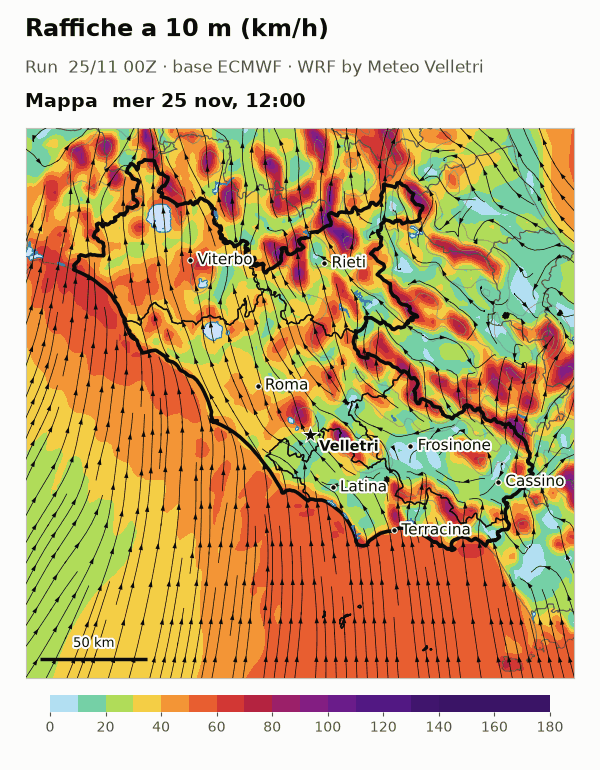 Raffiche a 10 m (km/h)
Run  25/11 00Z · base ECMWF · WRF by Meteo Velletri
Mappa  mer 25 nov, 12:00
Viterbo
Rieti
Roma
Velletri
Frosinone
Latina
Cassino
Terracina
50 km
0 20 40 60 80 100 120 140 160 180